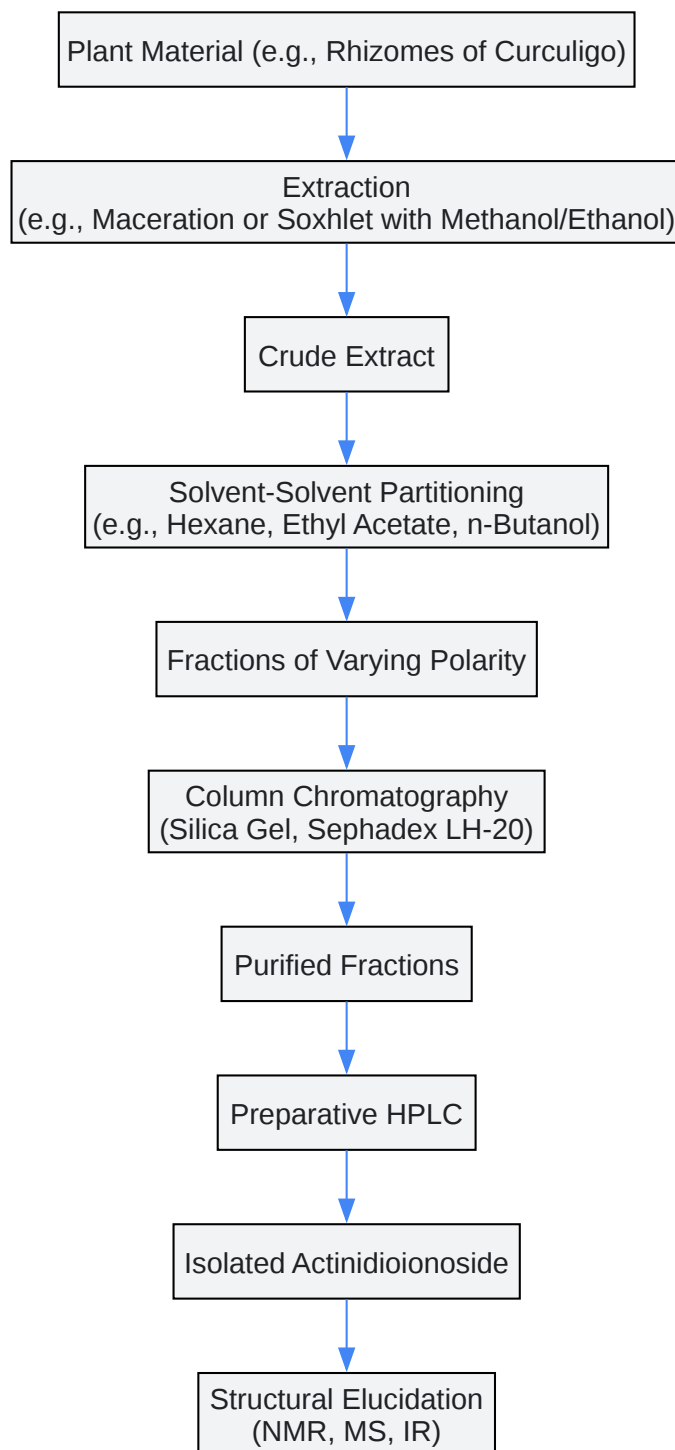 Plant Material (e.g., Rhizomes of Curculigo)
Extraction
(e.g., Maceration or Soxhlet with Methanol/Ethanol)
Crude Extract
Solvent-Solvent Partitioning
(e.g., Hexane, Ethyl Acetate, n-Butanol)
Fractions of Varying Polarity
Column Chromatography
(Silica Gel, Sephadex LH-20)
Purified Fractions
Preparative HPLC
Isolated Actinidioionoside
Structural Elucidation
(NMR, MS, IR)